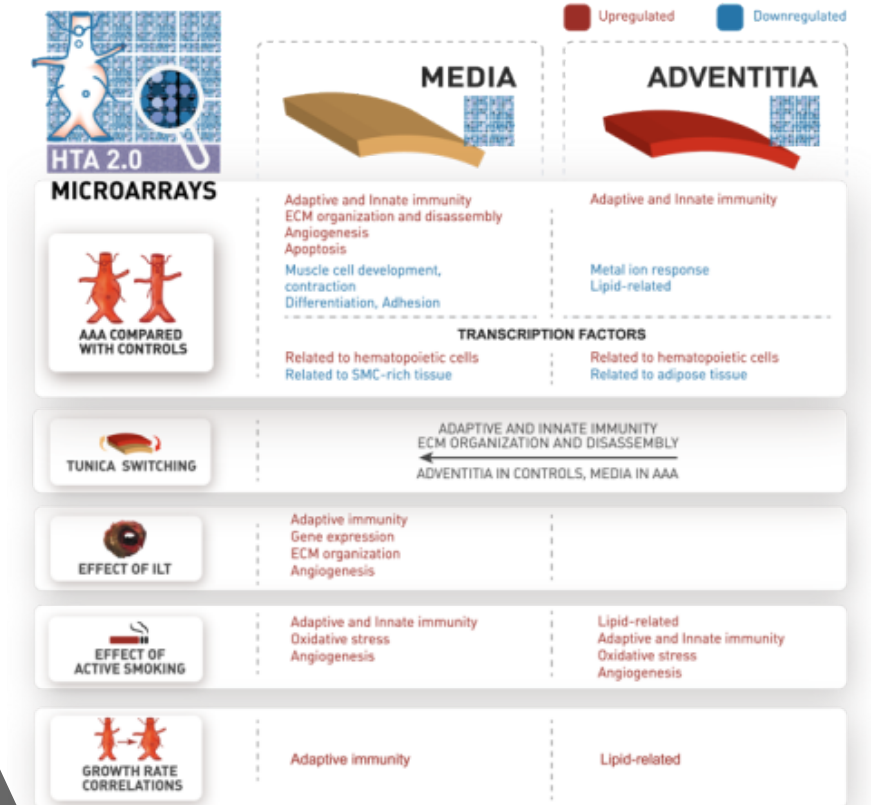 Upregulated
Downregulated
MEDIA
ADVENTITIA
HTA 2.0
MICROARRAYS
AAA COMPARED
WITH CONTROLS
Adaptive and Innate immunity
ECM organization and disassembly
Angiogenesis
Apoptosis
Muscle cell development,
contraction
Differentiation, Adhesion
Adaptive and Innate immunity
Metal ion response
Lipid-related
TRANSCRIPTION FACTORS
Related to hematopoietic cells
Related to SMC-rich tissue
Related to hematopoietic cells
Related to adipose tissue
TUNICA SWITCHING
ADAPTIVE AND INNATE IMMUNITY
ECM ORGANIZATION AND DISASSEMBLY
ADVENTITIA IN CONTROLS, MEDIA IN AAA
EFFECT OF ILT
Adaptive immunity
Gene expression
ECM organization
Angiogenesis
EFFECT OF
ACTIVE SMOKING
Adaptive and Innate immunity
Oxidative stress
Angiogenesis
Lipid-related
Adaptive and Innate immunity
Oxidative stress
Angiogenesis
GROWTH RATE
CORRELATIONS
Adaptive immunity
Lipid-related